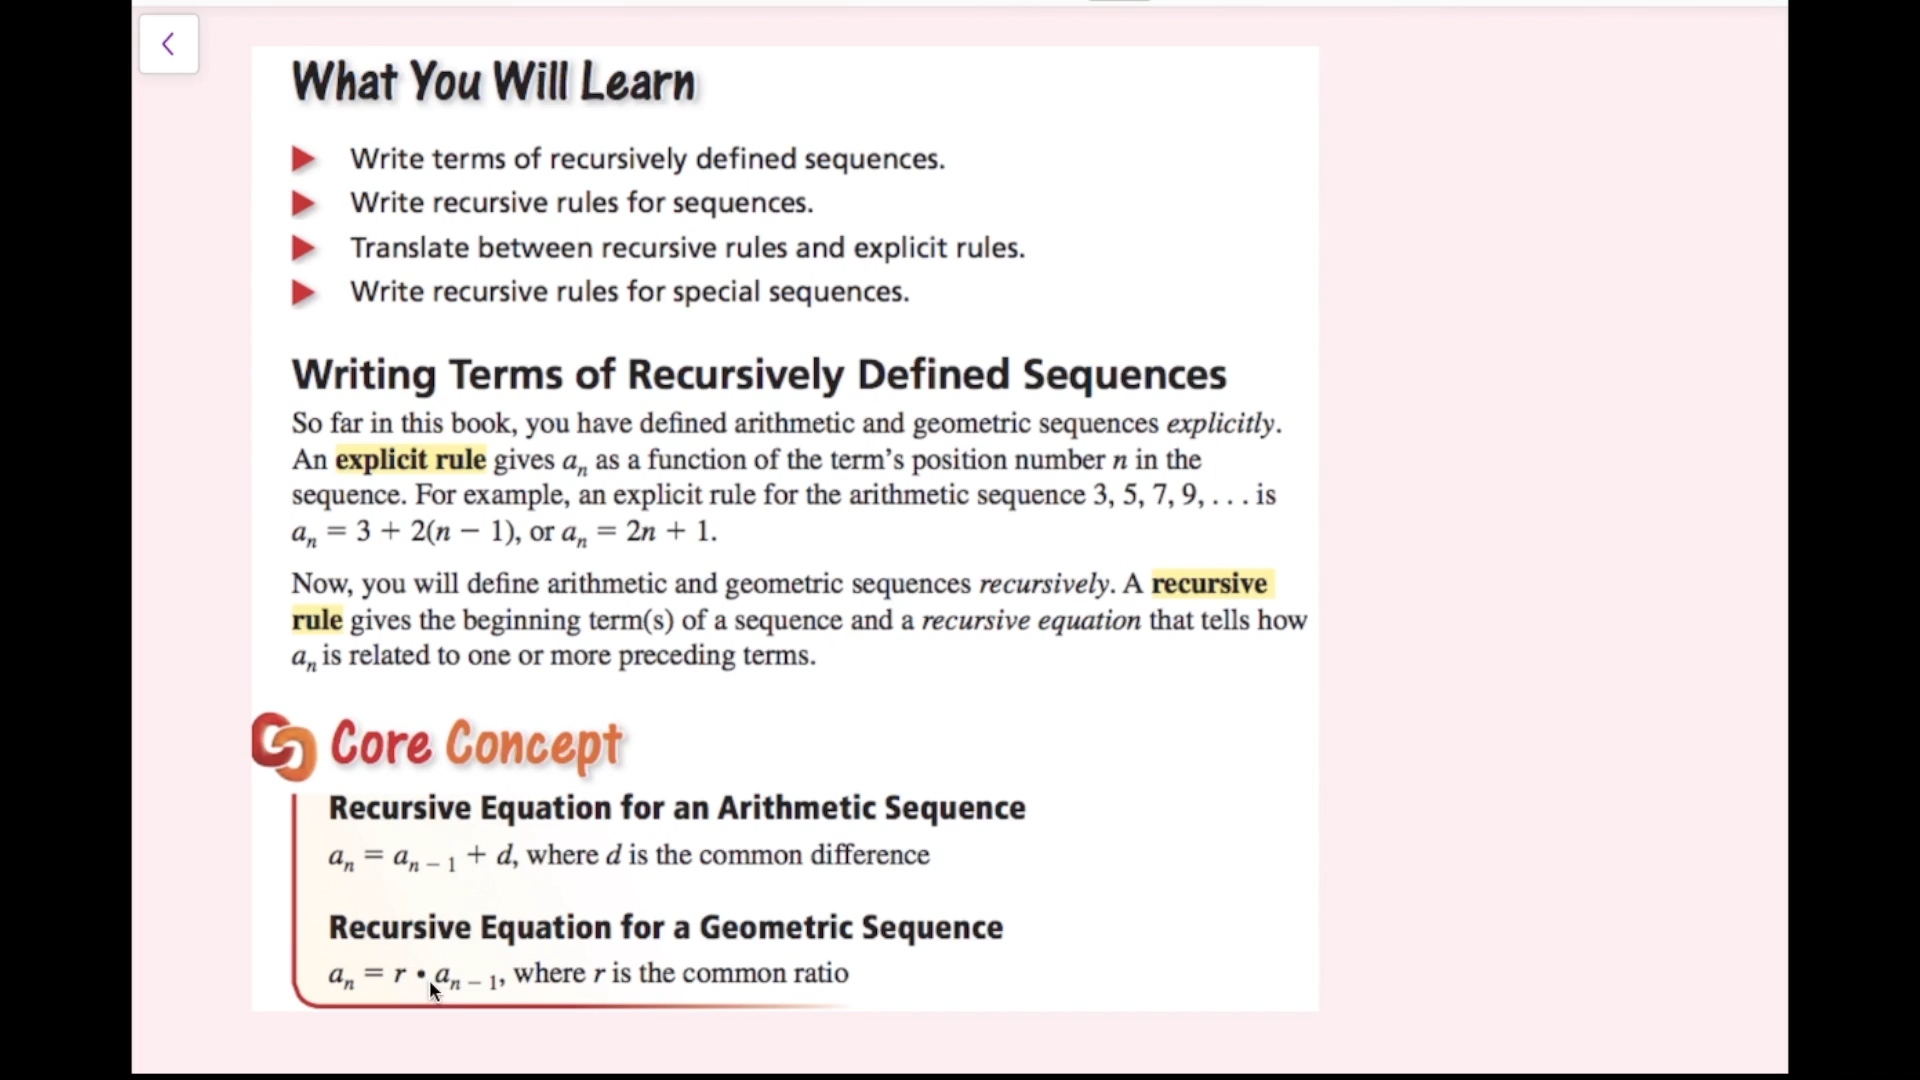 What You Will Learn
Write terms of recursively defined sequences.
Write recursive rules for sequences.
Translate between recursive rules and explicit rules.
Write recursive rules for special sequences.
Writing Terms of Recursively Defined Sequences
So far in this book, you have defined arithmetic and geometric sequences explicitly.
An explicit rule gives aₙ as a function of the term’s position number n in the
sequence. For example, an explicit rule for the arithmetic sequence 3, 5, 7, 9, . . . is
aₙ = 3 + 2(n − 1), or aₙ = 2n + 1.
Now, you will define arithmetic and geometric sequences recursively. A recursive
rule gives the beginning term(s) of a sequence and a recursive equation that tells how
aₙ is related to one or more preceding terms.
Core Concept
Recursive Equation for an Arithmetic Sequence
aₙ = aₙ₋₁ + d, where d is the common difference
Recursive Equation for a Geometric Sequence
aₙ = r • aₙ₋₁, where r is the common ratio